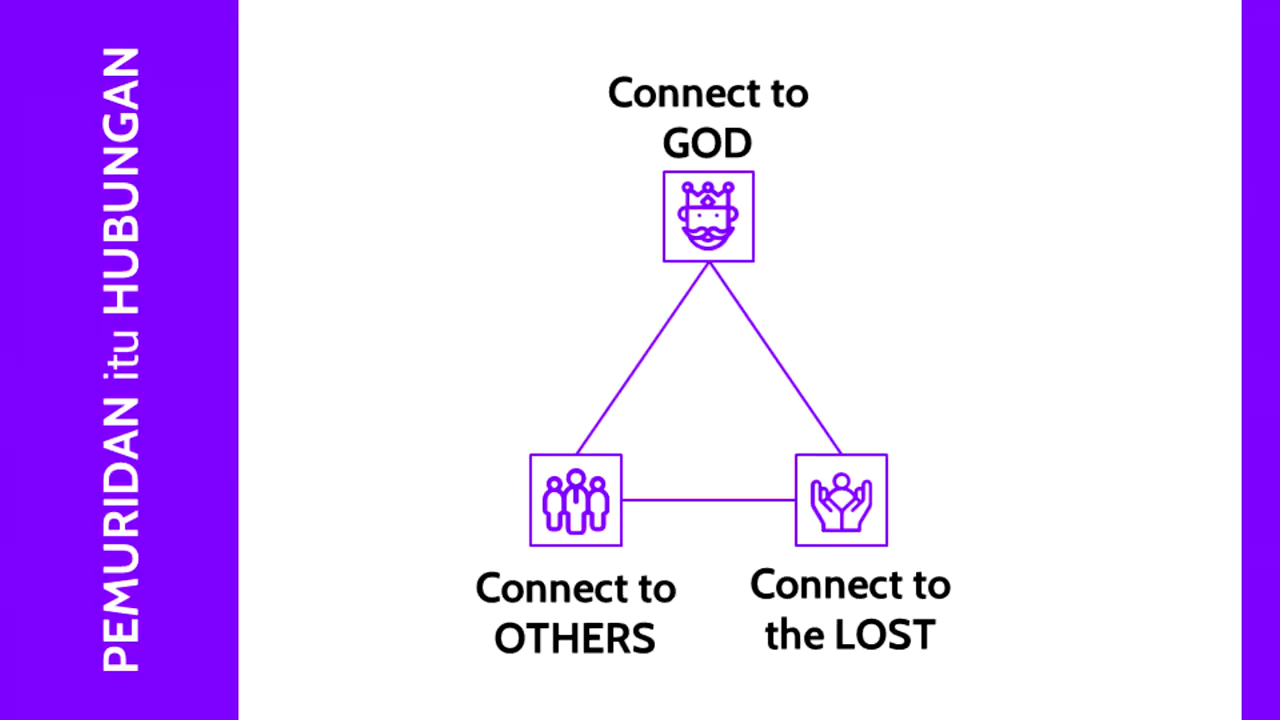 PEMURIDAN itu HUBUNGAN
Connect to
GOD
Connect to
OTHERS
Connect to
the LOST